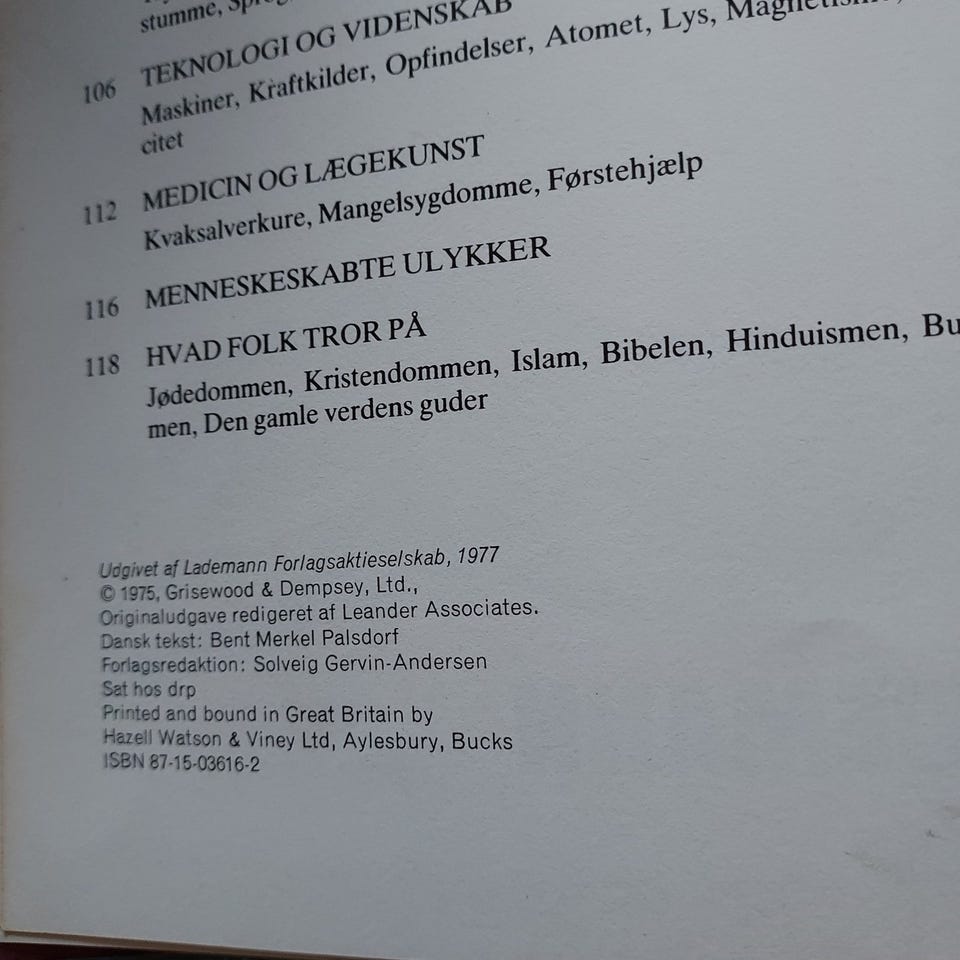 stumme,
106 TEKNOLOGI OG VIDENSKAB
Maskiner, Kraftkilder, Opfindelser, Atomet, Lys,
citet
112 MEDICIN OG LÆGEKUNST
Kvaksalverkure, Mangelsygdomme, Førstehjælp
116 MENNESKESKABTE ULYKKER
118 HVAD FOLK TROR PÅ
Jødedommen, Kristendommen, Islam, Bibelen, Hinduismen, Bu
men, Den gamle verdens guder
Udgivet af Lademann Forlagsaktieselskab, 1977
© 1975, Grisewood & Dempsey, Ltd.,
Originaludgave redigeret af Leander Associates.
Dansk tekst: Bent Merkel Palsdorf
Forlagsredaktion: Solveig Gervin-Andersen
Sat hos drp
Printed and bound in Great Britain by
Hazell Watson & Viney Ltd, Aylesbury, Bucks
ISBN 87-15-03616-2